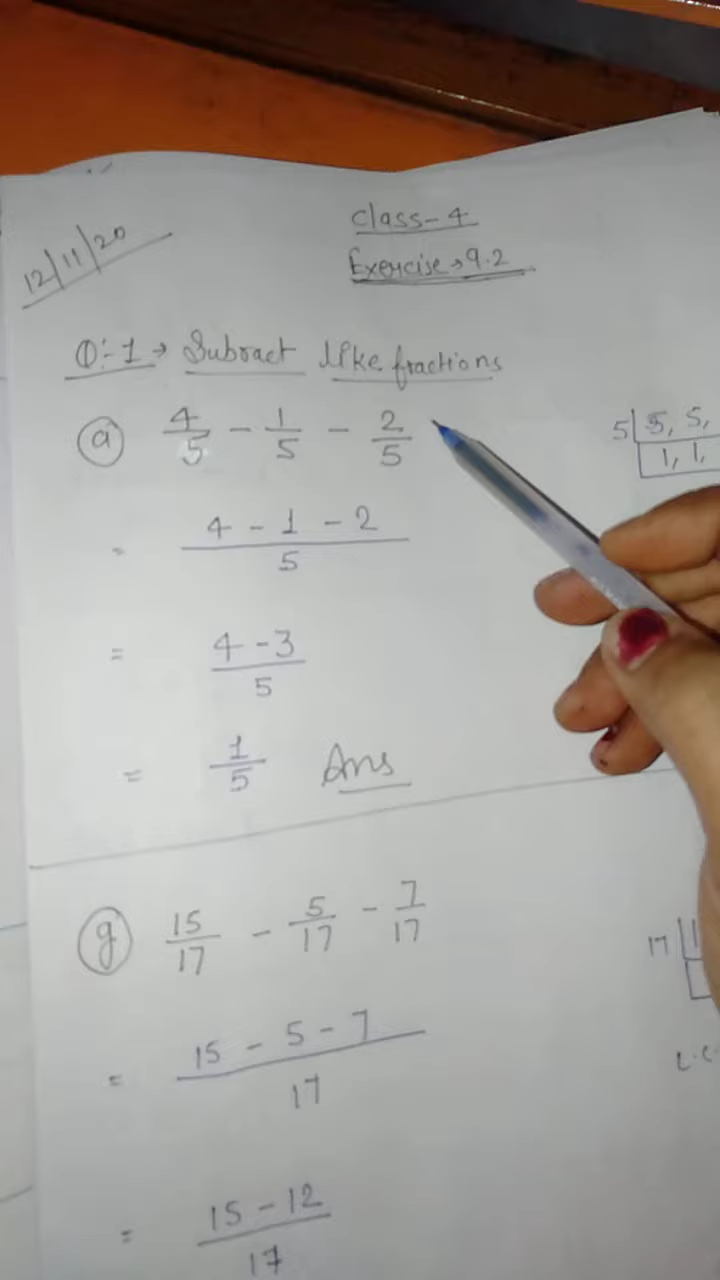 12/11/20
Class-4
Exercise→9.2
Q:-1→ Subract like fractions
(a) 4/5 - 1/5 - 2/5
5 | 5, 5,
1, 1,
= 4 - 1 - 2 / 5
= 4 - 3 / 5
= 1/5 Ans
(g) 15/17 - 5/17 - 7/17
17
= 15 - 5 - 7 / 17
L.C.
= 15 - 12 / 17